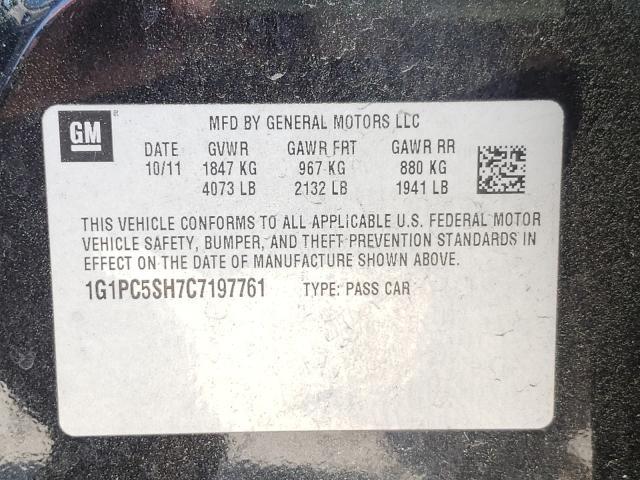 GM
MFD BY GENERAL MOTORS LLC
DATE GVWR GAWR FRT GAWR RR
10/11 1847 KG 967 KG 880 KG
4073 LB 2132 LB 1941 LB
THIS VEHICLE CONFORMS TO ALL APPLICABLE U.S. FEDERAL MOTOR
VEHICLE SAFETY, BUMPER, AND THEFT PREVENTION STANDARDS IN
EFFECT ON THE DATE OF MANUFACTURE SHOWN ABOVE.
1G1PC5SH7C7197761 TYPE: PASS CAR